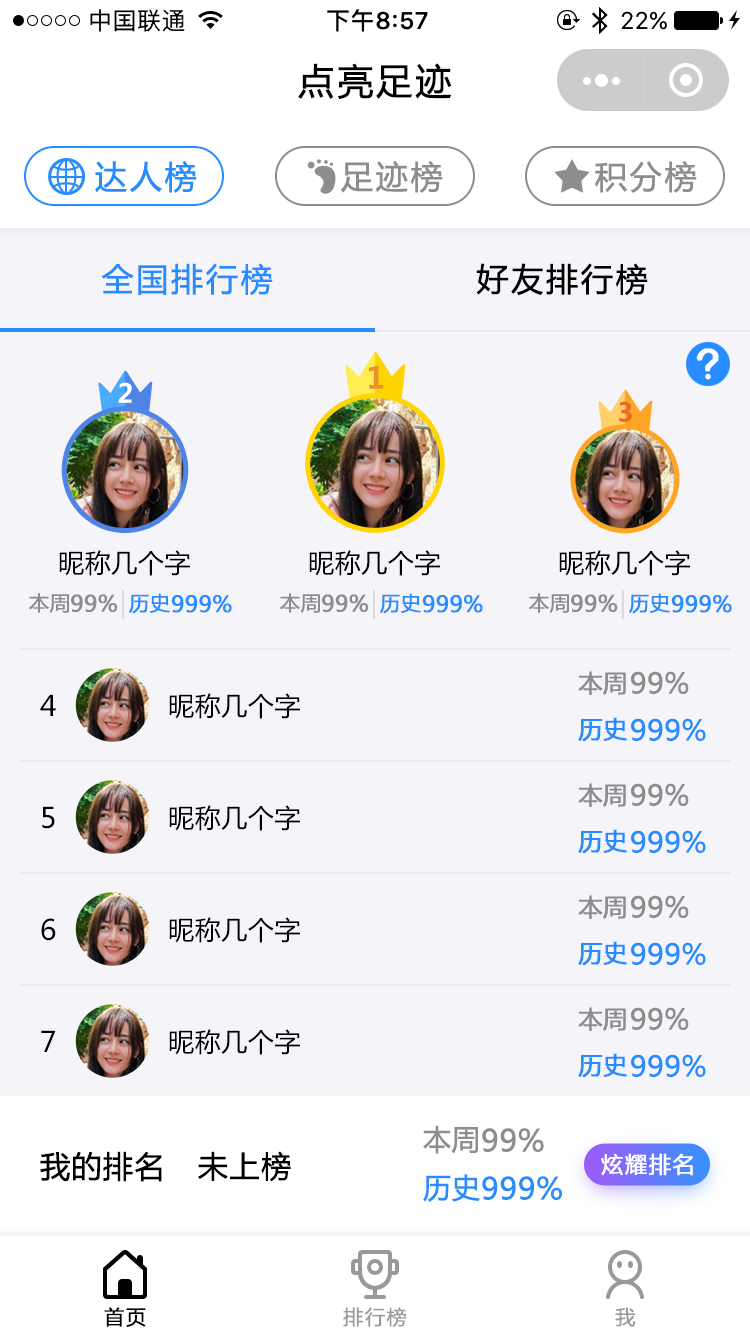 中国联通 下午8:57 22%
点亮足迹
达人榜 足迹榜 积分榜
全国排行榜 好友排行榜
?
2 1 3
昵称几个字 昵称几个字 昵称几个字
本周99% 历史999% 本周99% 历史999% 本周99% 历史999%
4 昵称几个字 本周99%
历史999%
5 昵称几个字 本周99%
历史999%
6 昵称几个字 本周99%
历史999%
7 昵称几个字 本周99%
历史999%
我的排名 未上榜 本周99%
历史999%
炫耀排名
首页 排行榜 我